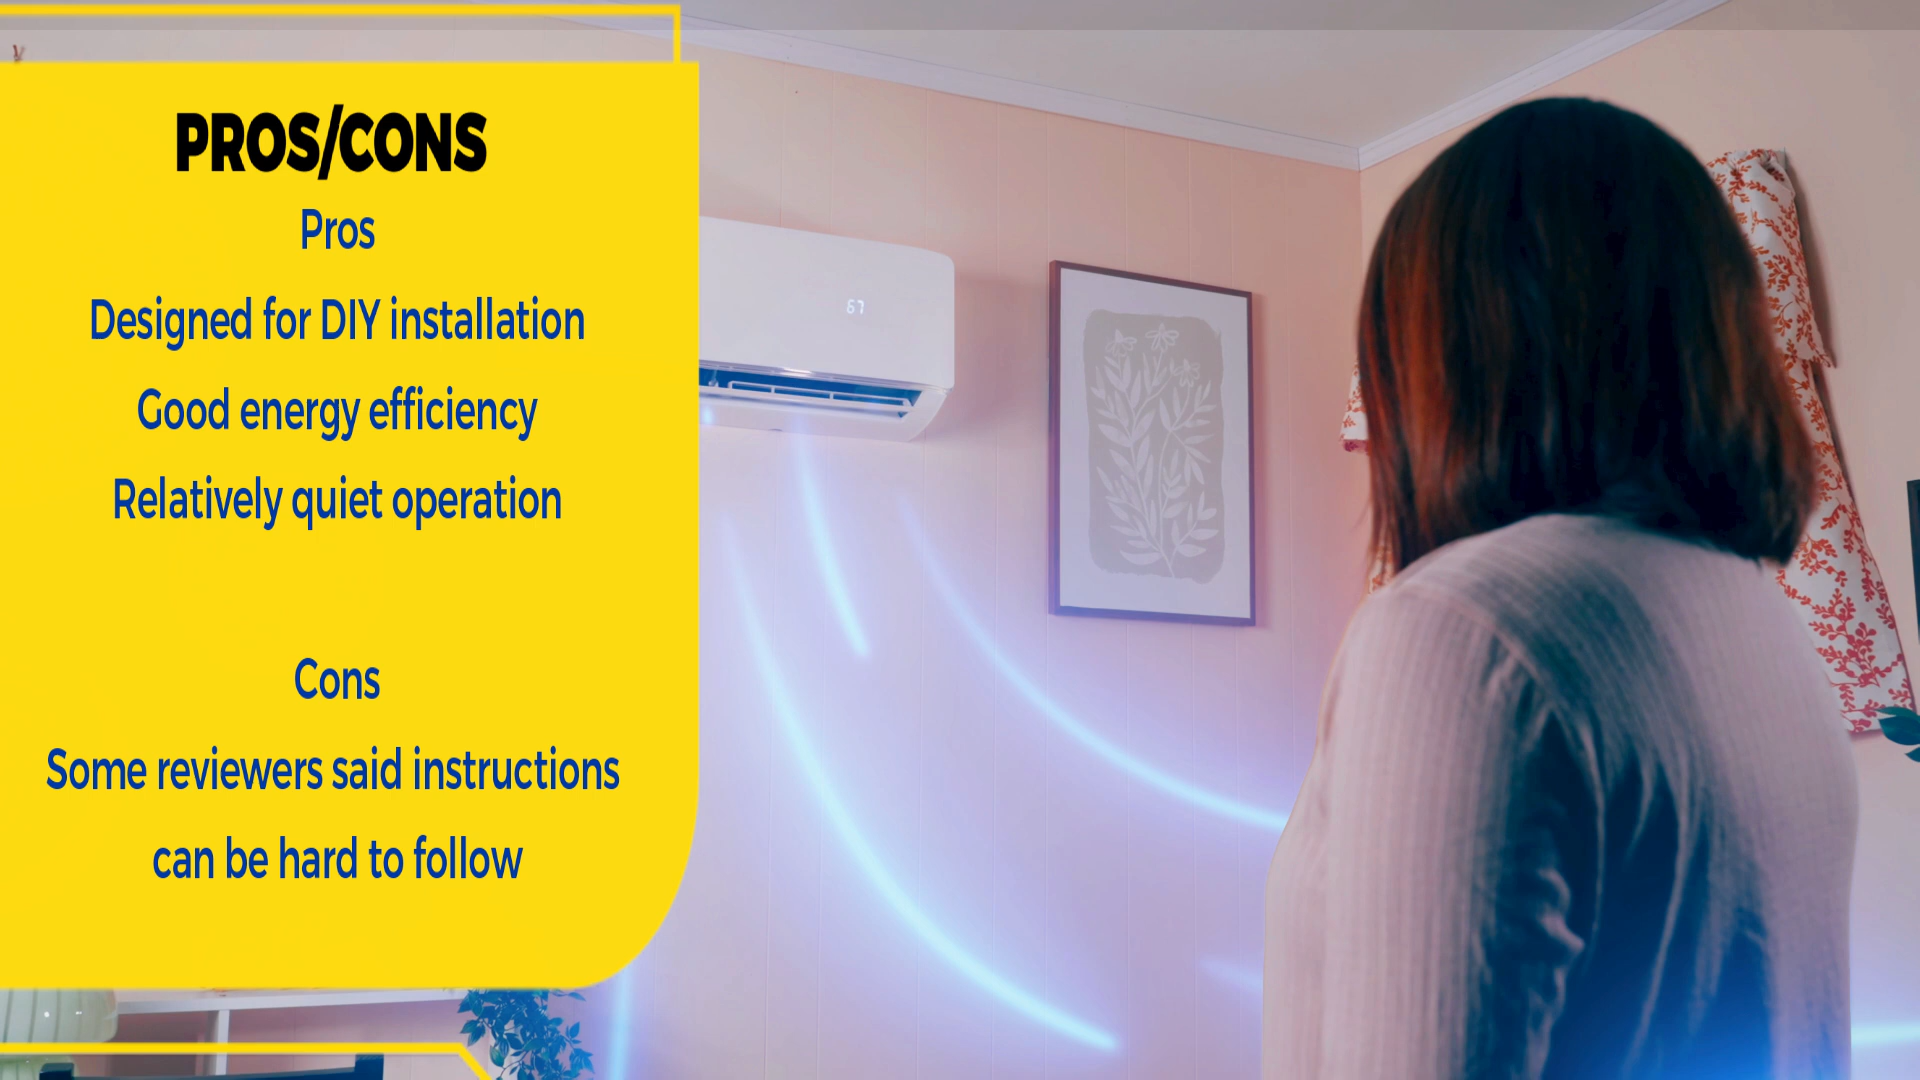 PROS/CONS
Pros
Designed for DIY installation
Good energy efficiency
Relatively quiet operation
Cons
Some reviewers said instructions
can be hard to follow
67